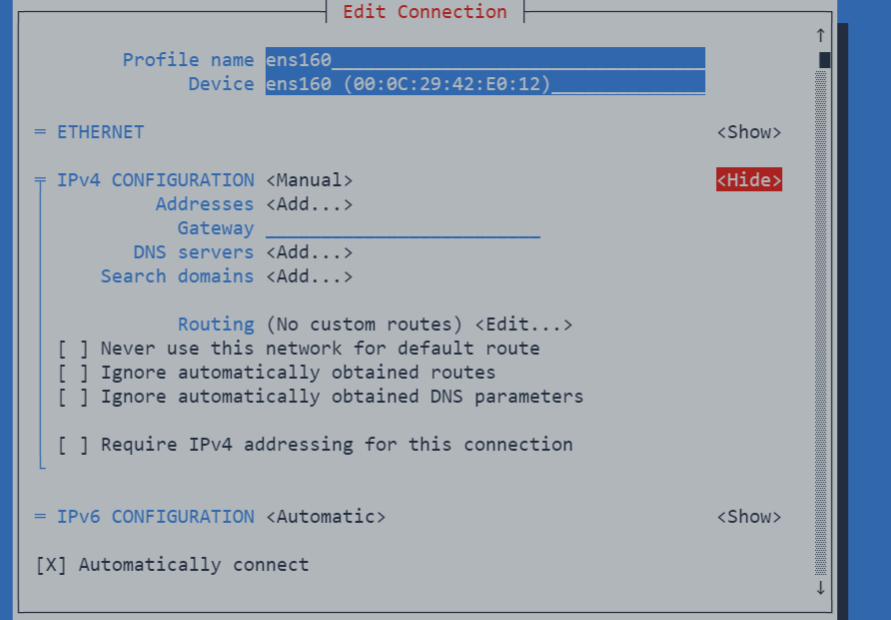 Edit Connection
Profile name ens160
Device ens160 (00:0C:29:42:E0:12)
= ETHERNET <Show>
IPv4 CONFIGURATION <Manual> <Hide>
Addresses <Add...>
Gateway
DNS servers <Add...>
Search domains <Add...>
Routing (No custom routes) <Edit...>
[ ] Never use this network for default route
[ ] Ignore automatically obtained routes
[ ] Ignore automatically obtained DNS parameters
[ ] Require IPv4 addressing for this connection
= IPv6 CONFIGURATION <Automatic> <Show>
[X] Automatically connect